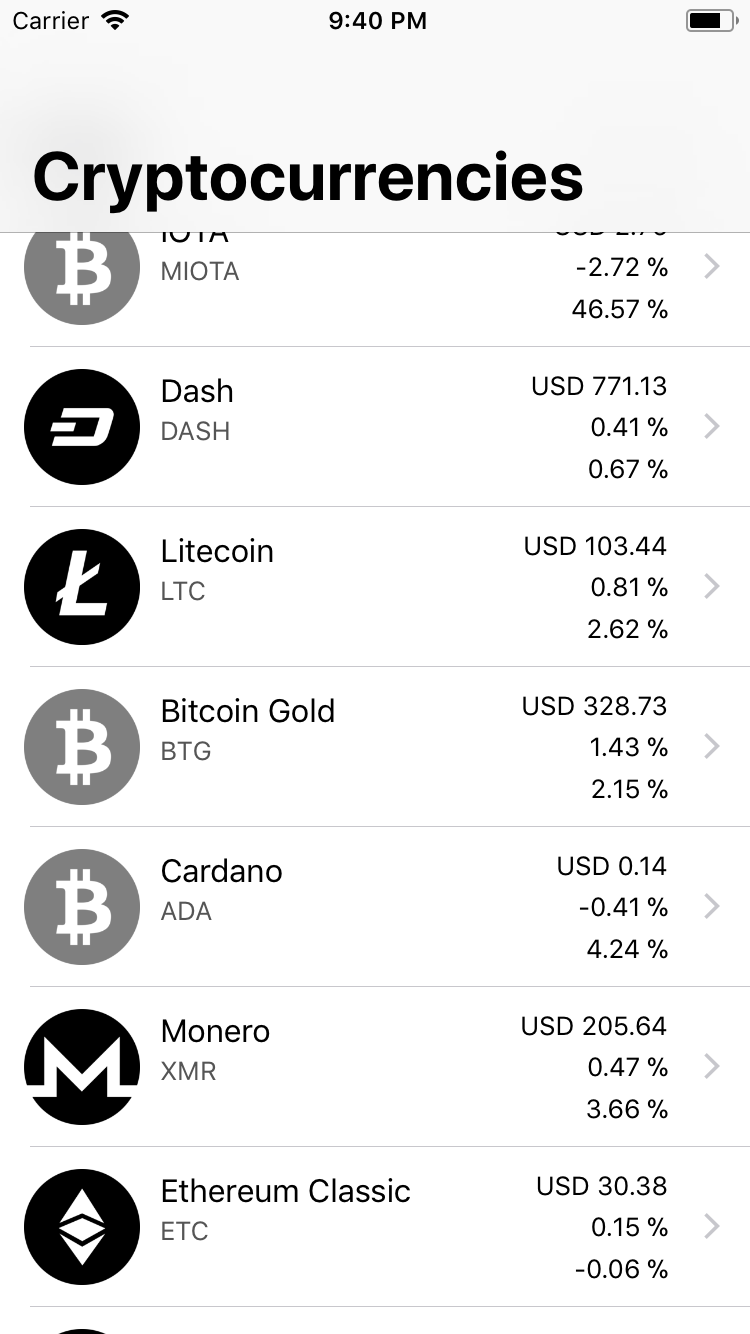 Carrier 9:40 PM
Cryptocurrencies
IOTA
MIOTA
-2.72 %
46.57 %
Dash
DASH
USD 771.13
0.41 %
0.67 %
Litecoin
LTC
USD 103.44
0.81 %
2.62 %
Bitcoin Gold
BTG
USD 328.73
1.43 %
2.15 %
Cardano
ADA
USD 0.14
-0.41 %
4.24 %
Monero
XMR
USD 205.64
0.47 %
3.66 %
Ethereum Classic
ETC
USD 30.38
0.15 %
-0.06 %